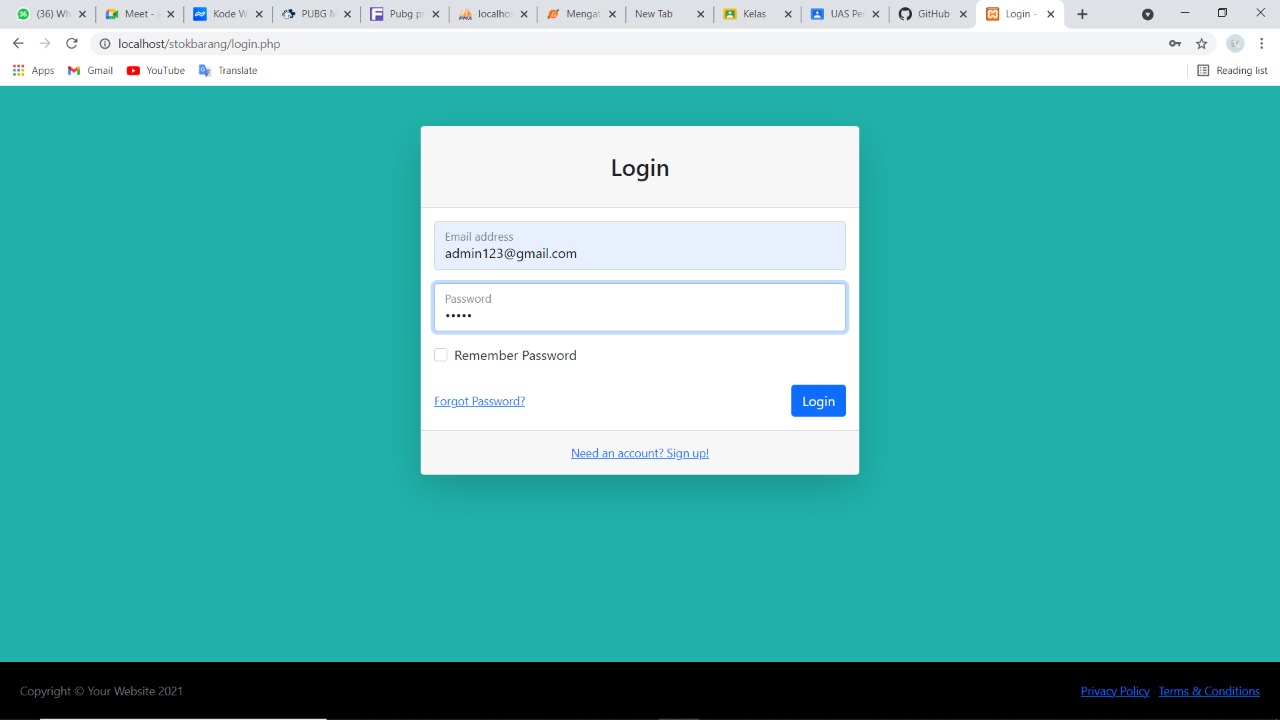 (36) Wh
Meet - a
Kode W
PUBG M
Pubg pr
localhos
Mengat
New Tab
Kelas
UAS Pe
GitHub
Login -
localhost/stokbarang/login.php
Apps
Gmail
YouTube
Translate
Reading list
Login
Email address
admin123@gmail.com
Password
•••••
Remember Password
Forgot Password?
Login
Need an account? Sign up!
Copyright © Your Website 2021
Privacy Policy
Terms & Conditions